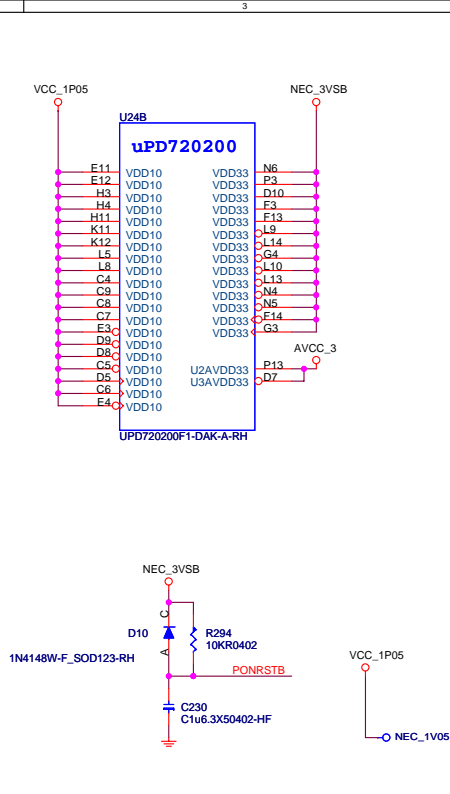 3
VCC_1P05
NEC_3VSB
U24B
uPD720200
E11 VDD10 VDD33 N6
E12 VDD10 VDD33 P3
H3 VDD10 VDD33 D10
H4 VDD10 VDD33 F3
H11 VDD10 VDD33 F13
K11 VDD10 VDD33 L9
K12 VDD10 VDD33 L14
L5 VDD10 VDD33 G4
L8 VDD10 VDD33 L10
C4 VDD10 VDD33 L13
C9 VDD10 VDD33 N4
C8 VDD10 VDD33 N5
C7 VDD10 VDD33 F14
E3 VDD10 VDD33 G3
D9 VDD10
D8 VDD10
AVCC_3
C5 VDD10 U2AVDD33 P13
D5 VDD10 U3AVDD33 D7
C6 VDD10
E4 VDD10
UPD720200F1-DAK-A-RH
NEC_3VSB
C
D10
R294
10KR0402
A
1N4148W-F_SOD123-RH
PONRSTB
VCC_1P05
C230
C1u6.3X50402-HF
NEC_1V05